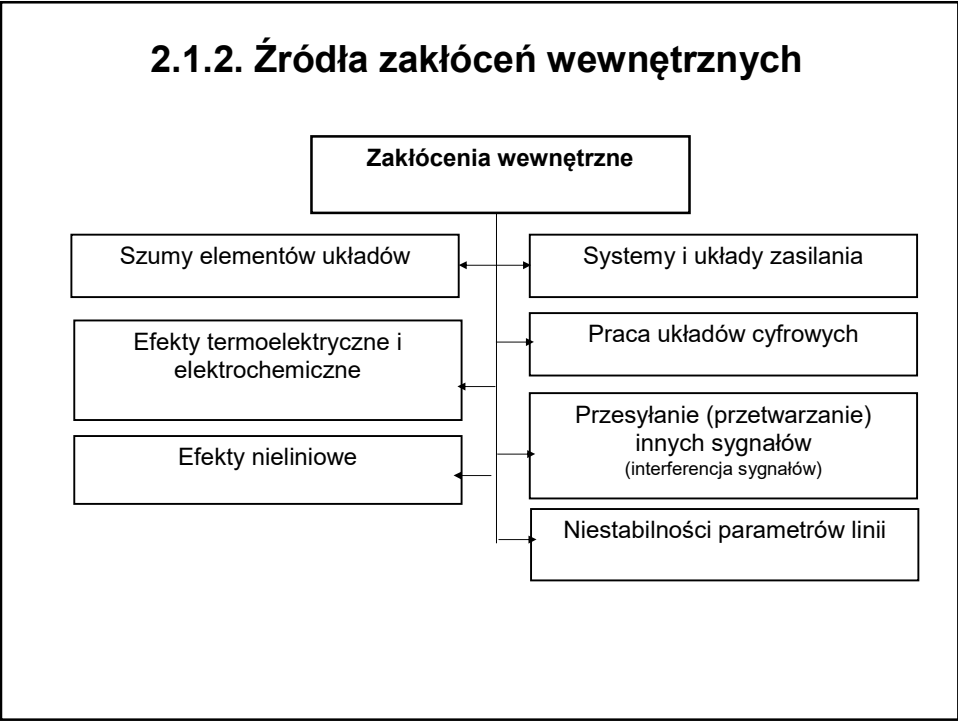 2.1.2. Źródła zakłóceń wewnętrznych
Zakłócenia wewnętrzne
Szumy elementów układów
Systemy i układy zasilania
Efekty termoelektryczne i
elektrochemiczne
Praca układów cyfrowych
Efekty nieliniowe
Przesyłanie (przetwarzanie)
innych sygnałów
(interferencja sygnałów)
Niestabilności parametrów linii